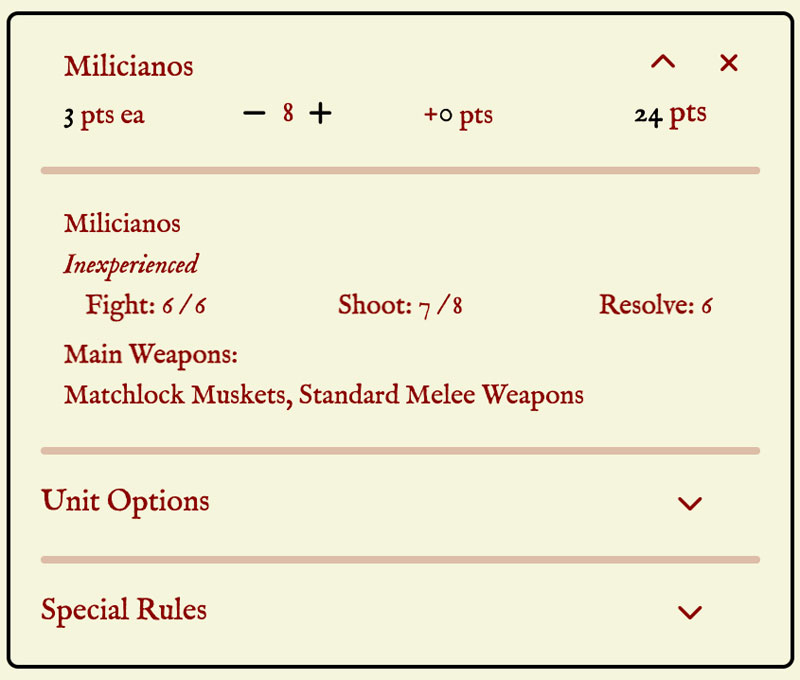 Milicianos
3 pts ea − 8 + +0 pts 24 pts
Milicianos
Inexperienced
Fight: 6 / 6 Shoot: 7 / 8 Resolve: 6
Main Weapons:
Matchlock Muskets, Standard Melee Weapons
Unit Options
Special Rules